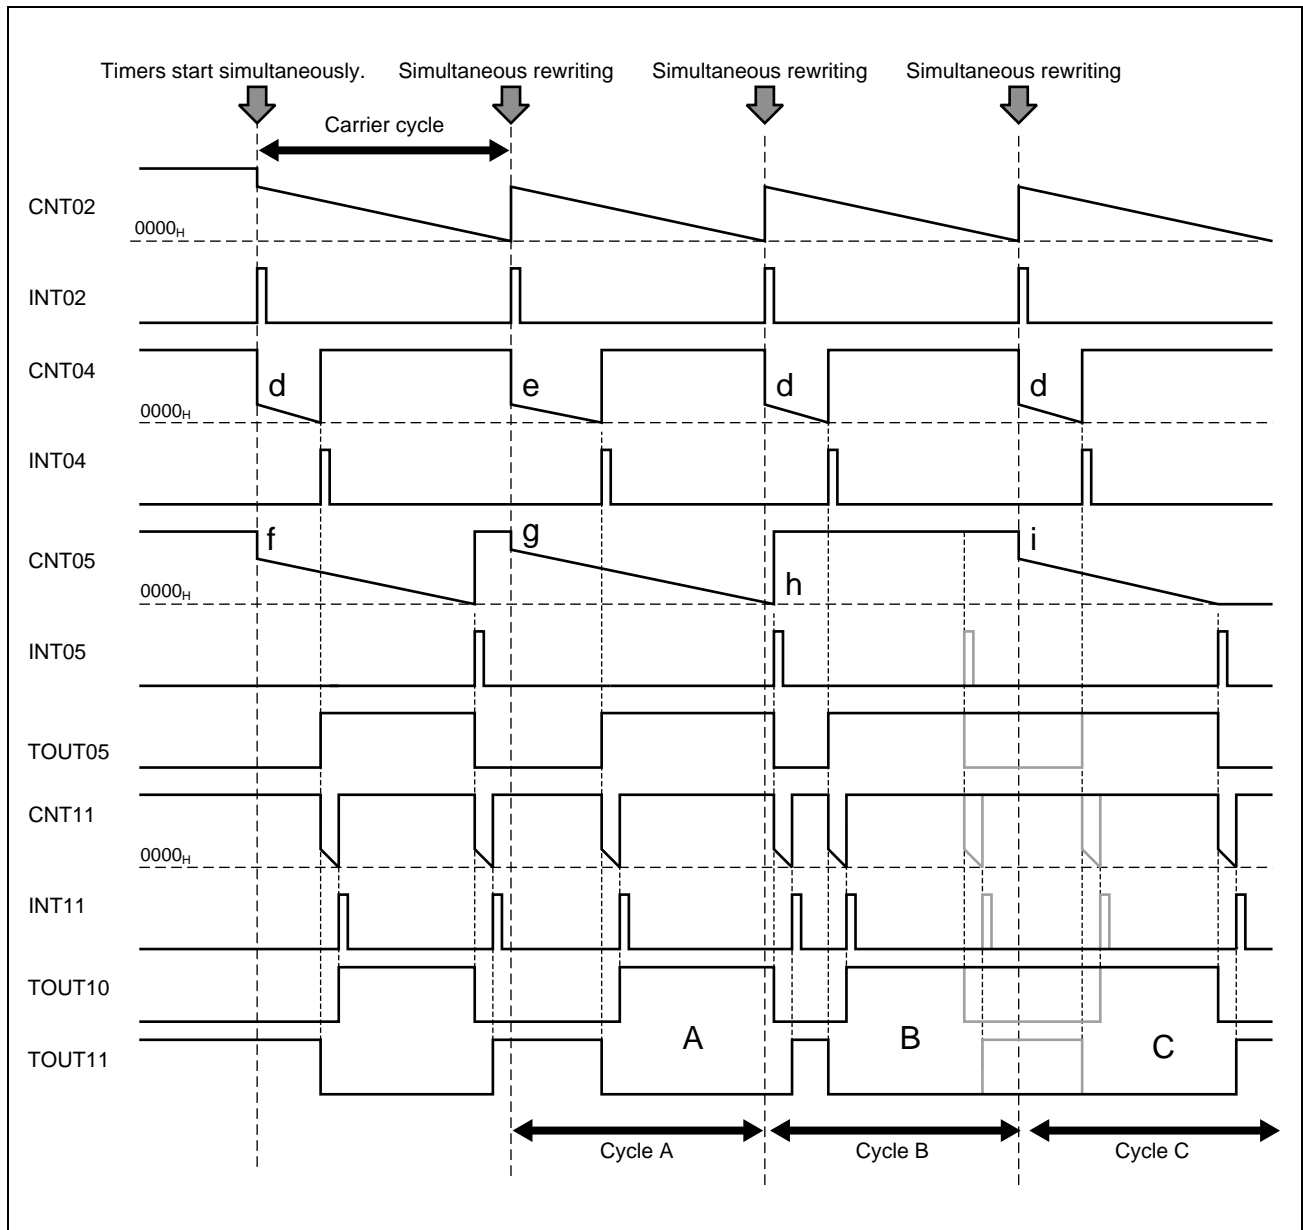 Timers start simultaneously. Simultaneous rewriting Simultaneous rewriting Simultaneous rewriting
Carrier cycle
CNT02
0000H
INT02
CNT04
d e d d
0000H
INT04
CNT05
f g h i
0000H
INT05
TOUT05
CNT11
0000H
INT11
TOUT10
TOUT11
A B C
Cycle A Cycle B Cycle C